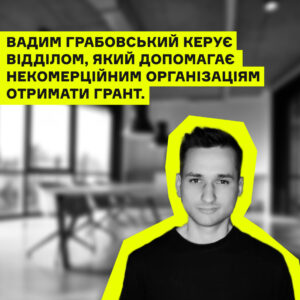 ВАДИМ ГРАБОВСЬКИЙ КЕРУЄ
ВІДДІЛОМ, ЯКИЙ ДОПОМАГАЄ
НЕКОМЕРЦІЙНИМ ОРГАНІЗАЦІЯМ
ОТРИМАТИ ГРАНТ.